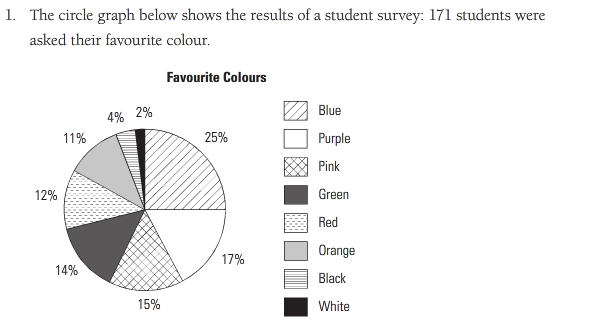 1. The circle graph below shows the results of a student survey: 171 students were
asked their favourite colour.
Favourite Colours
4% 2%
11%
25%
12%
17%
14%
15%
Blue
Purple
Pink
Green
Red
Orange
Black
White